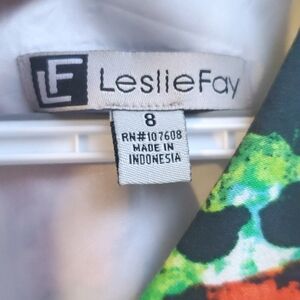 LF LeslieFay
8
RN#107608
MADE IN
INDONESIA